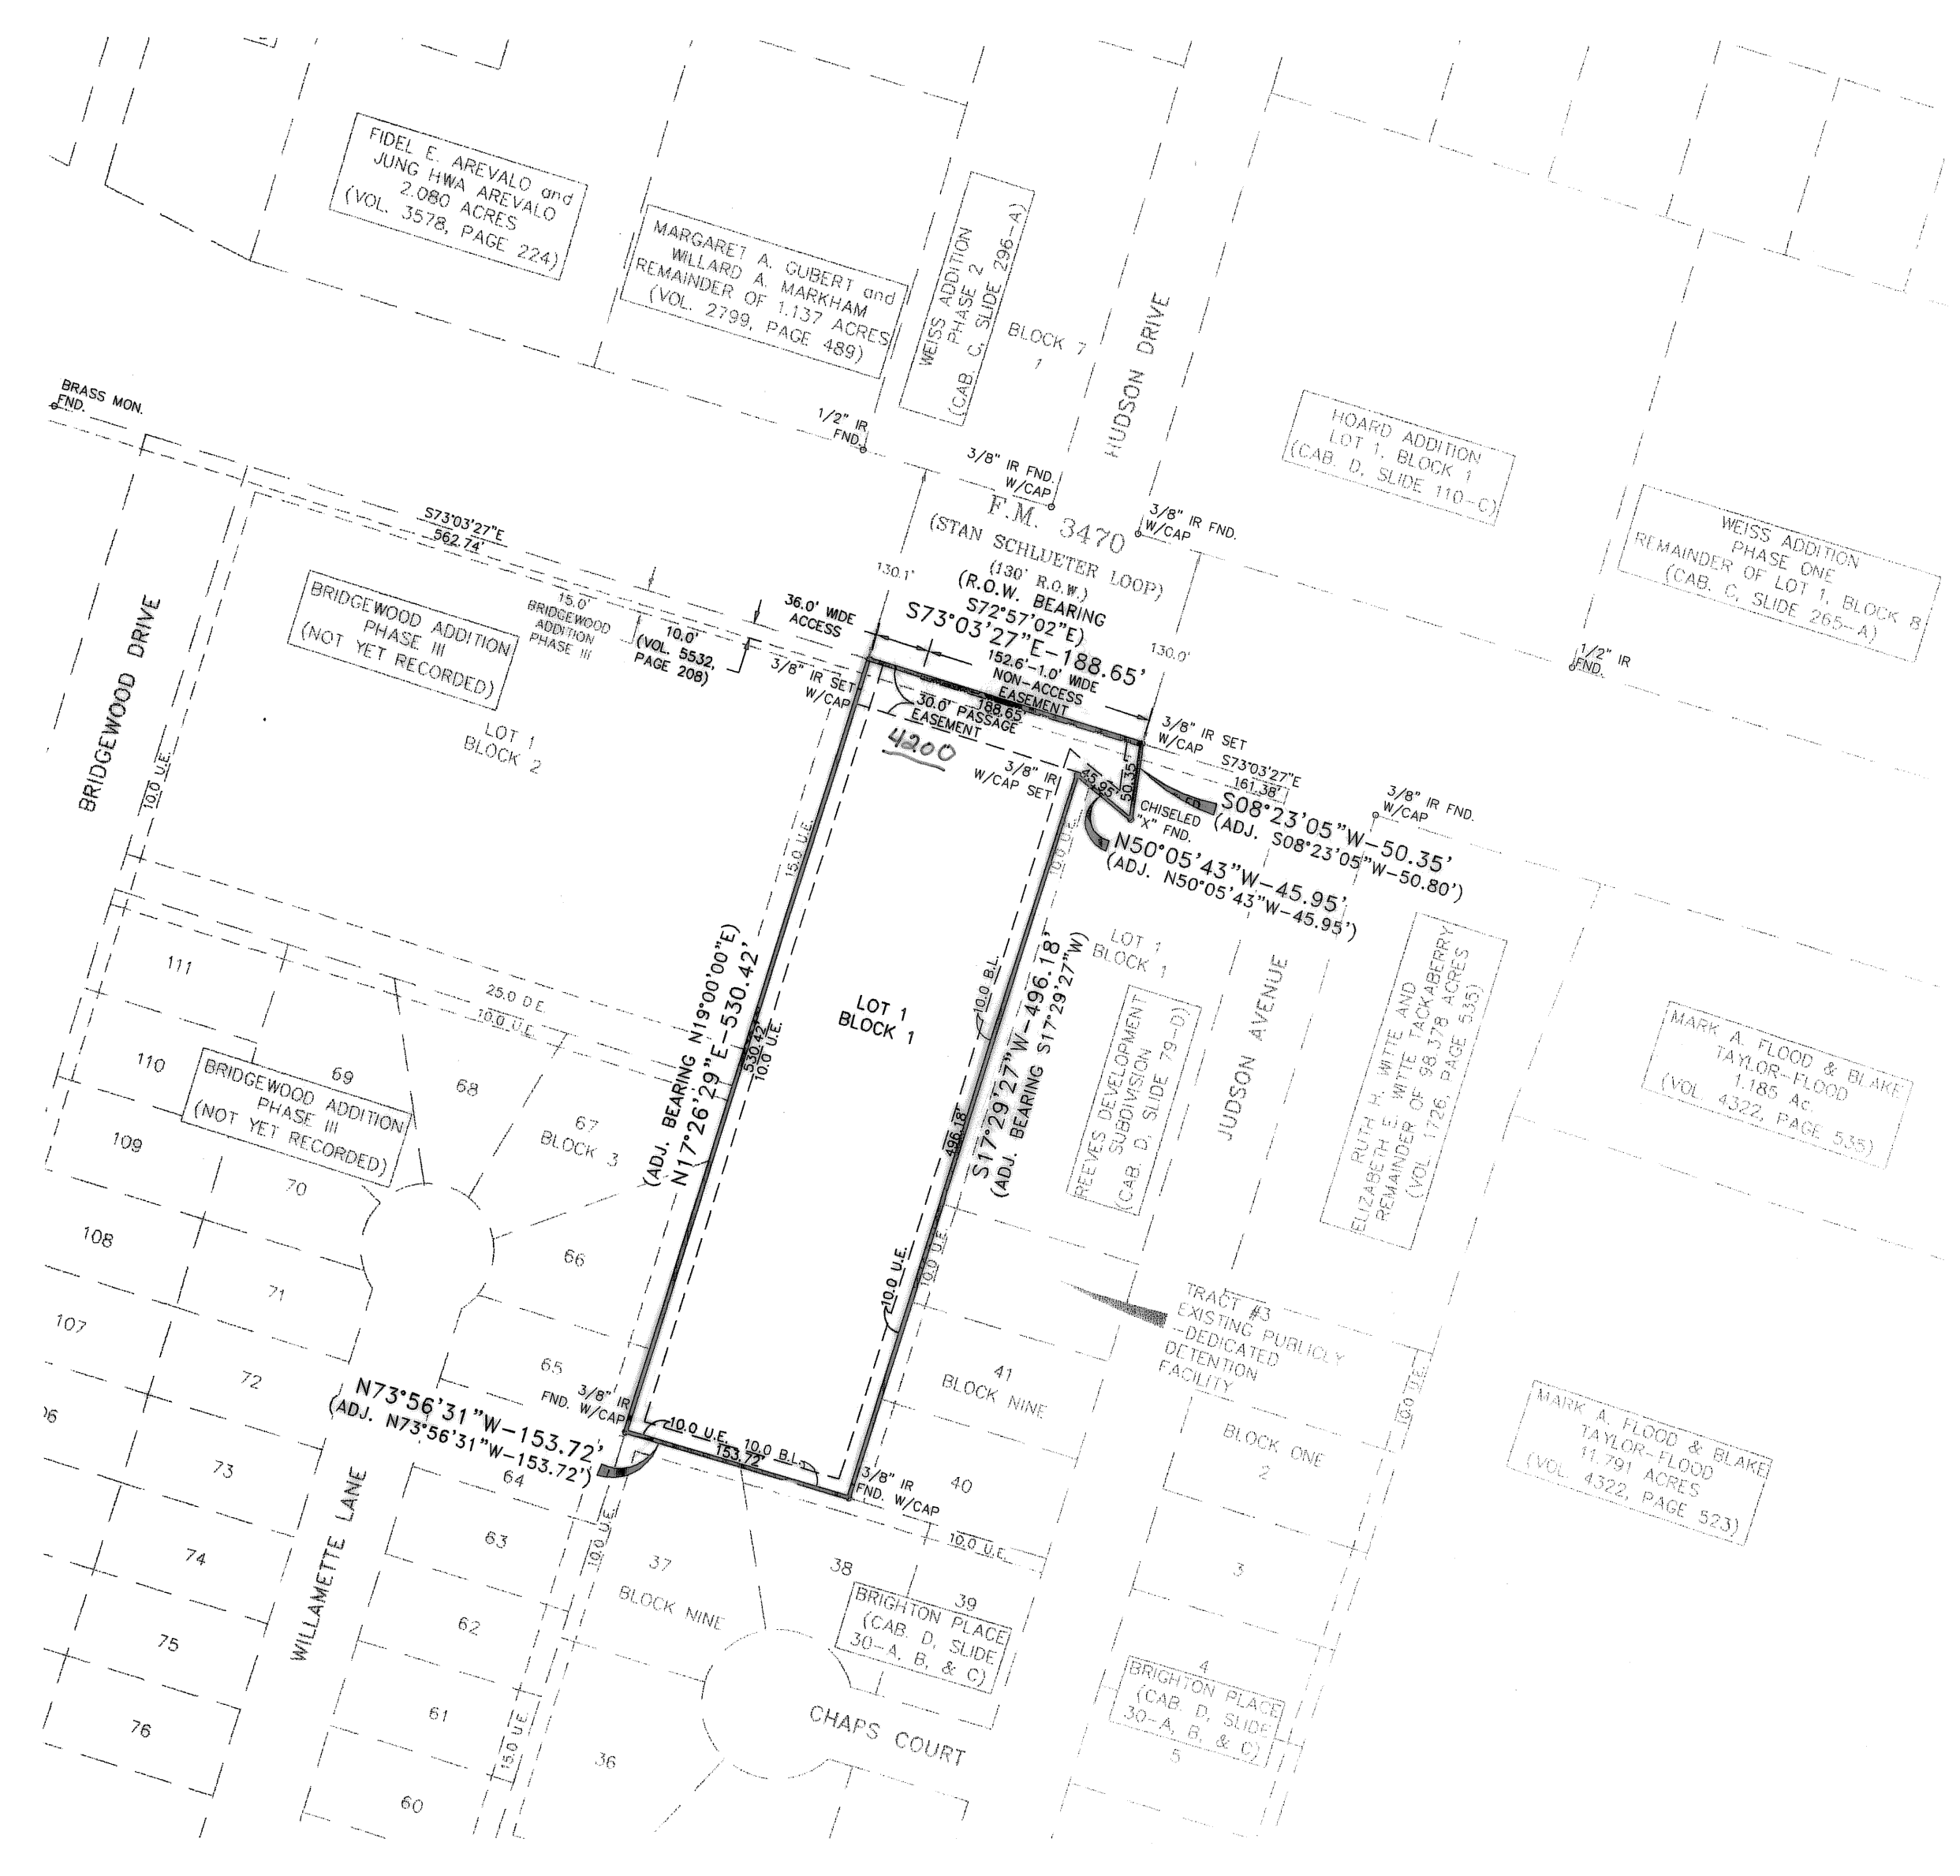 FIDEL E. AREVALO and
JUNG HWA AREVALO
2.080 ACRES
(VOL. 3578, PAGE 224)
MARGARET A. GUBERT and
WILLARD A. MARKHAM
REMAINDER OF 1.137 ACRES
(VOL. 2799, PAGE 489)
WEISS ADDITION
PHASE 2
(CAB. C, SLIDE 296-A)
BLOCK 7
1
HUDSON DRIVE
HOARD ADDITION
LOT 1, BLOCK 1
(CAB. D, SLIDE 110-C)
WEISS ADDITION
PHASE ONE
REMAINDER OF LOT 1, BLOCK 8
(CAB. C, SLIDE 265-A)
BRASS MON.
FND.
1/2" IR
FND.
3/8" IR FND.
W/CAP
3/8" IR FND.
W/CAP
1/2" IR
FND.
F.M. 3470
(STAN SCHLUETER LOOP)
(130' R.O.W.)
(R.O.W. BEARING
S72°57'02"E)
S73°03'27"E-188.65'
130.1'
130.0'
S73°03'27"E
562.74'
15.0'
BRIDGEWOOD
ADDITION
PHASE III
10.0'
(VOL. 5532,
PAGE 208)
36.0' WIDE
ACCESS
152.6'-1.0' WIDE
NON-ACCESS
EASEMENT
188.65'
30.0' PASSAGE
EASEMENT
4200
3/8" IR SET
W/CAP
3/8" IR
W/CAP SET
3/8" IR SET
W/CAP
S73°03'27"E
161.38'
3/8" IR FND.
W/CAP
45.95'
50.35'
CHISELED
"X" FND.
S08°23'05"W-50.35'
(ADJ. S08°23'05"W-50.80')
N50°05'43"W-45.95'
(ADJ. N50°05'43"W-45.95')
BRIDGEWOOD DRIVE
10.0 U.E.
BRIDGEWOOD ADDITION
PHASE III
(NOT YET RECORDED)
LOT 1
BLOCK 2
15.0 U.E.
10.0 U.E.
(ADJ. BEARING N19°00'00"E)
N17°26'29"E-530.42'
530.42'
10.0 U.E.
LOT 1
BLOCK 1
10.0 B.L.
S17°29'27"W-496.18'
(ADJ. BEARING S17°29'27"W)
496.18'
LOT 1
BLOCK 1
REEVES DEVELOPMENT
SUBDIVISION
(CAB. D, SLIDE 79-D)
JUDSON AVENUE
RUTH H. WITTE AND
ELIZABETH E. WITTE TACKABERRY
REMAINDER OF 98.378 ACRES
(VOL. 1726, PAGE 535)
MARK A. FLOOD & BLAKE
TAYLOR-FLOOD
1.185 Ac.
(VOL. 4322, PAGE 535)
111
25.0 D.E.
10.0 U.E.
110
69
68
67
BLOCK 3
BRIDGEWOOD ADDITION
PHASE III
(NOT YET RECORDED)
109
70
108
66
71
107
65
72
10.0 U.E.
10.0 U.E.
TRACT #3
EXISTING PUBLICLY
-DEDICATED
DETENTION
FACILITY
10.0 U.E.
41
BLOCK NINE
MARK A. FLOOD & BLAKE
TAYLOR-FLOOD
11.791 ACRES
(VOL. 4322, PAGE 523)
N73°56'31"W-153.72'
(ADJ. N73°56'31"W-153.72')
3/8" IR
FND. W/CAP
10.0 U.E.
10.0 B.L.
153.72'
3/8" IR
FND. W/CAP
06
73
64
40
BLOCK ONE
2
WILLAMETTE LANE
10.0 U.E.
10.0 U.E.
63
74
37
BLOCK NINE
38
39
3
BRIGHTON PLACE
(CAB. D, SLIDE
30-A, B, & C)
62
75
4
BRIGHTON PLACE
(CAB. D, SLIDE
30-A, B, & C)
5
61
76
15.0 U.E.
36
CHAPS COURT
60